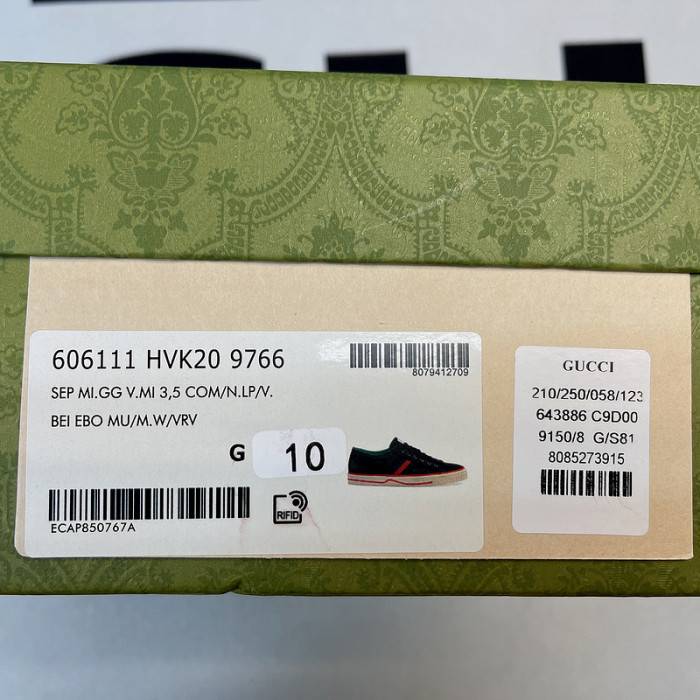 606111 HVK20 9766
8079412709
SEP MI.GG V.MI 3,5 COM/N.LP/V.
BEI EBO MU/M.W/VRV
G 10
ECAP850767A
RIFID
GUCCI
210/250/058/123
643886 C9D00
9150/8 G/S81
8085273915